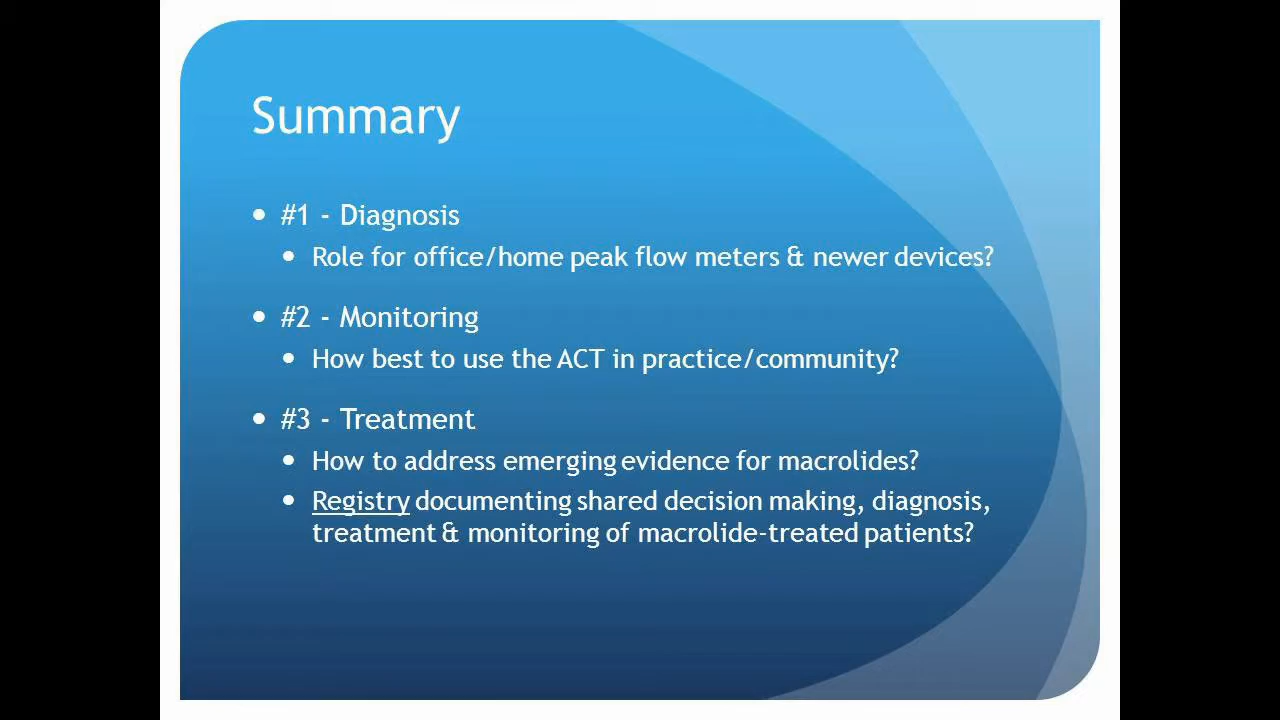 Summary
• #1 - Diagnosis
• Role for office/home peak flow meters & newer devices?
• #2 - Monitoring
• How best to use the ACT in practice/community?
• #3 - Treatment
• How to address emerging evidence for macrolides?
• Registry documenting shared decision making, diagnosis,
treatment & monitoring of macrolide-treated patients?